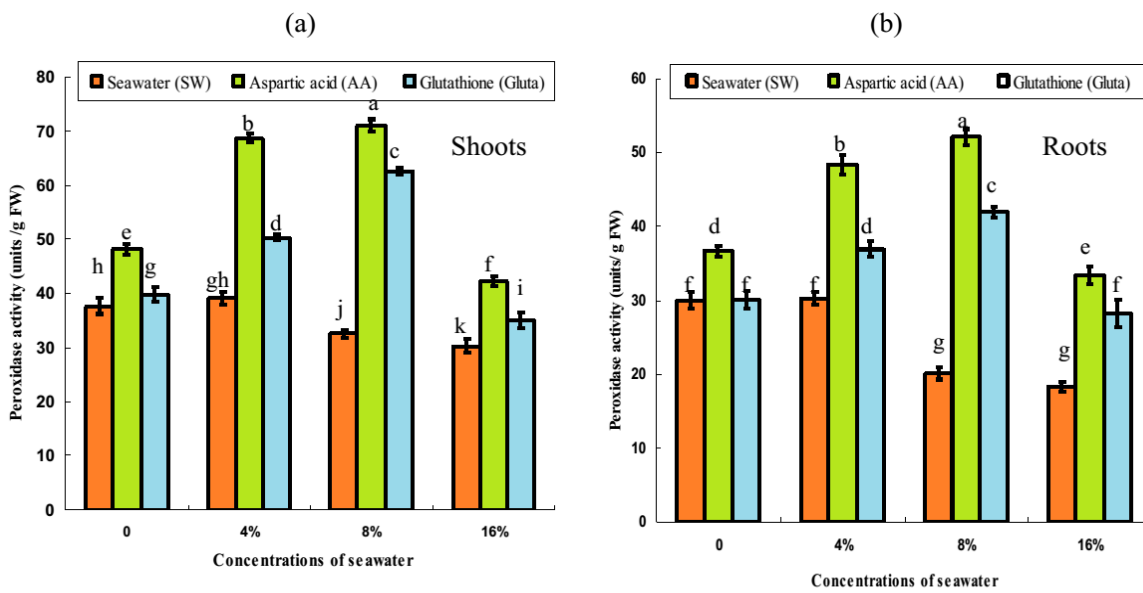 (a)
Seawater (SW) Aspartic acid (AA) Glutathione (Gluta)
Shoots
Peroxidase activity (units /g FW)
80
70
60
50
40
30
20
10
0
h e g
gh b d
j a c
k f i
0 4% 8% 16%
Concentrations of seawater
(b)
Seawater (SW) Aspartic acid (AA) Glutathione (Gluta)
Roots
Peroxidase activity (units/ g FW)
60
50
40
30
20
10
0
f d f
f b d
g a c
g e f
0 4% 8% 16%
Concentrations of seawater